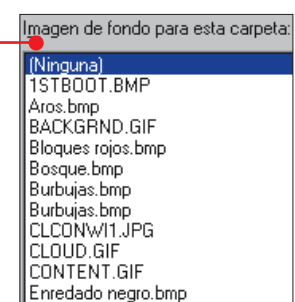 Imagen de fondo para esta carpeta:
(Ninguna)
1STBOOT.BMP
Aros.bmp
BACKGRND.GIF
Bloques rojos.bmp
Bosque.bmp
Burbujas.bmp
Burbujas.bmp
CLCONWI1.JPG
CLOUD.GIF
CONTENT.GIF
Enredado negro.bmp